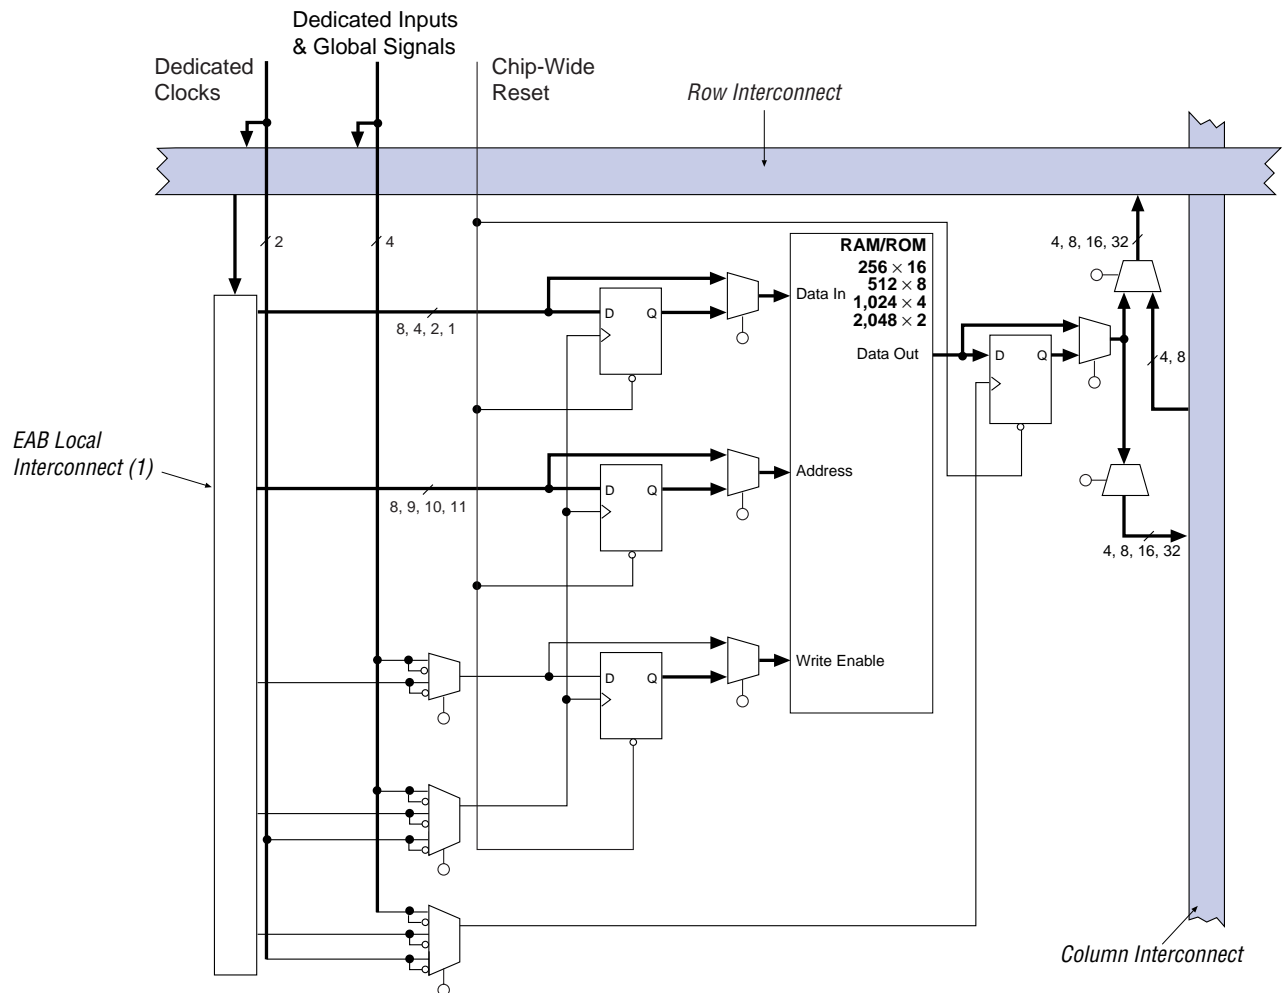 Dedicated Inputs
& Global Signals
Dedicated
Clocks
Chip-Wide
Reset
Row Interconnect
2
4
4, 8, 16, 32
RAM/ROM
256 × 16
512 × 8
1,024 × 4
2,048 × 2
Data In
D
Q
8, 4, 2, 1
Data Out
D
Q
4, 8
EAB Local
Interconnect (1)
Address
D
Q
8, 9, 10, 11
4, 8, 16, 32
Write Enable
D
Q
Column Interconnect